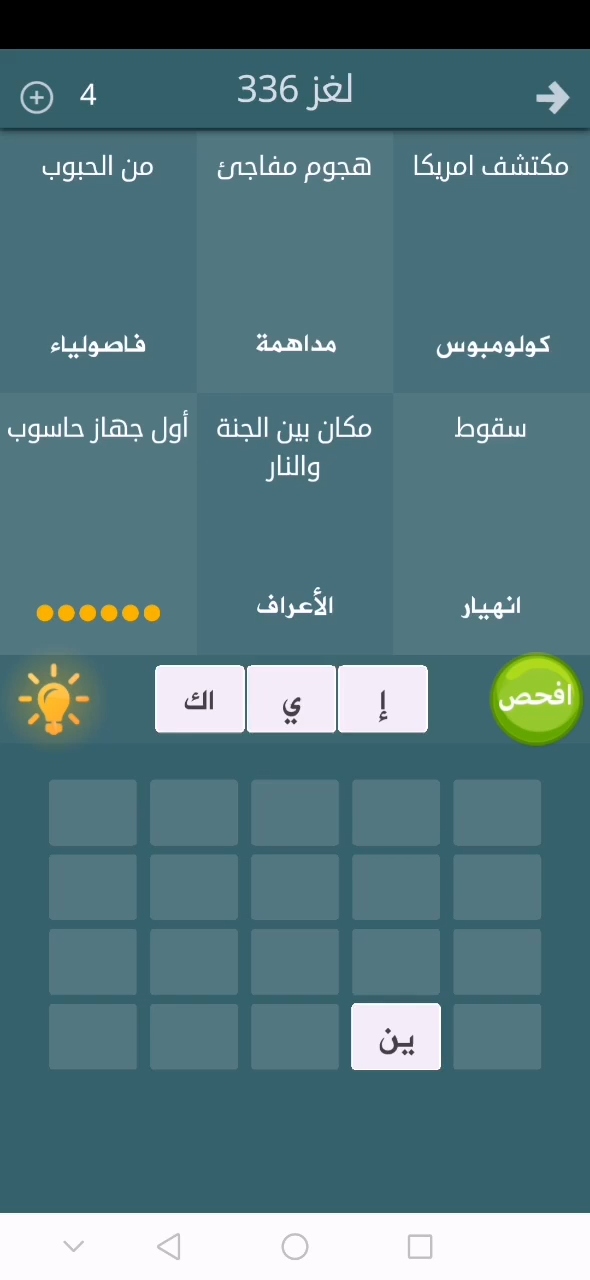 لغز 336
4
مكتشف امريكا
هجوم مفاجئ
من الحبوب
كولومبوس
مداهمة
فاصولياء
سقوط
مكان بين الجنة
والنار
أول جهاز حاسوب
انهيار
الأعراف
افحص
إ
ي
اك
ين